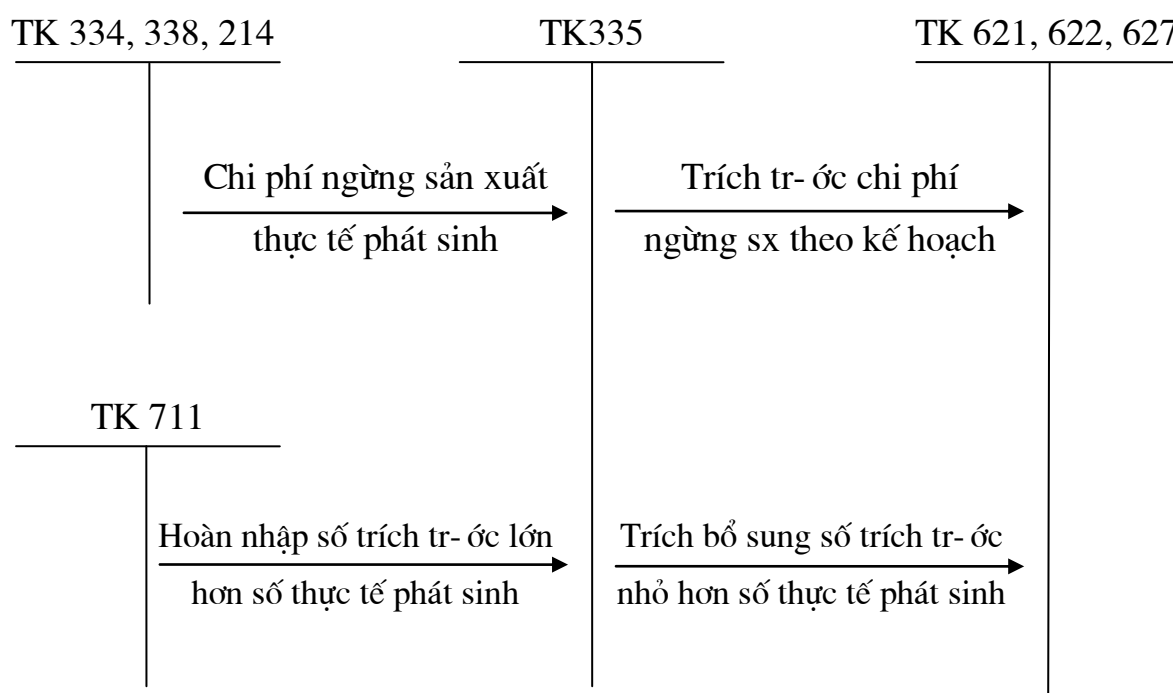 TK 334, 338, 214
TK335
TK 621, 622, 627
Chi phí ngừng sản xuất
thực tế phát sinh
Trích tr- ớc chi phí
ngừng sx theo kế hoạch
TK 711
Hoàn nhập số trích tr- ớc lớn
hơn số thực tế phát sinh
Trích bổ sung số trích tr- ớc
nhỏ hơn số thực tế phát sinh